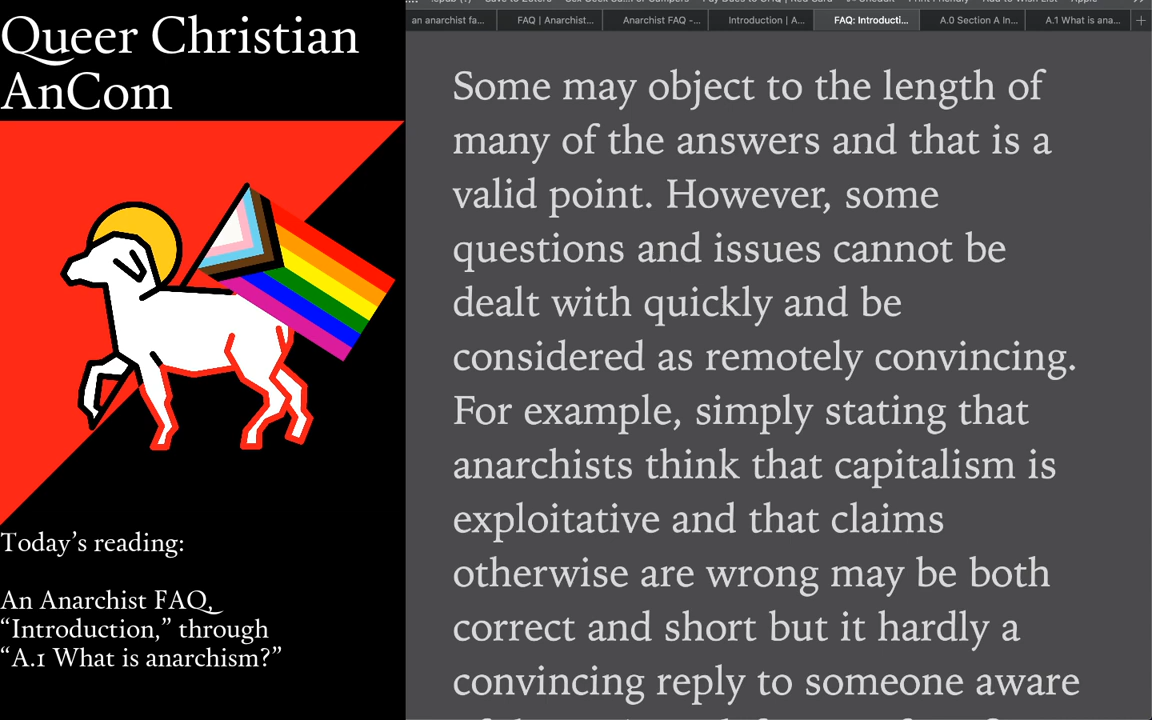 Queer Christian
AnCom
Today's reading:
An Anarchist FAQ,
“Introduction,” through
“A.1 What is anarchism?”
an anarchist fa...
FAQ | Anarchist...
Anarchist FAQ -...
Introduction | A...
FAQ: Introducti...
A.0 Section A In...
A.1 What is ana...
Some may object to the length of
many of the answers and that is a
valid point. However, some
questions and issues cannot be
dealt with quickly and be
considered as remotely convincing.
For example, simply stating that
anarchists think that capitalism is
exploitative and that claims
otherwise are wrong may be both
correct and short but it hardly a
convincing reply to someone aware